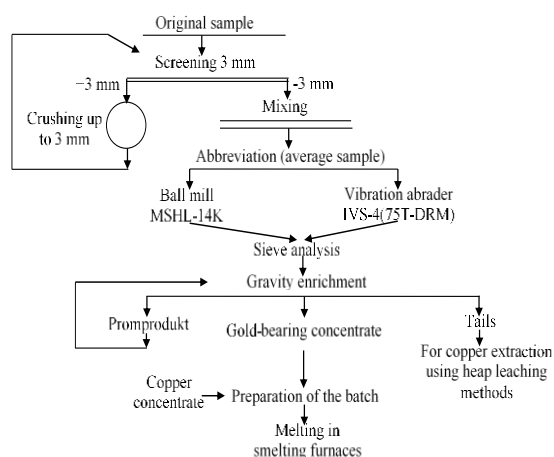 Original sample
Screening 3 mm
+3 mm
-3 mm
Crushing up
to 3 mm
Mixing
Abbreviation (average sample)
Ball mill
MSHL-14K
Vibration abrader
IVS-4(75T-DRM)
Sieve analysis
Gravity enrichment
Promprodukt
Gold-bearing concentrate
Tails
For copper extraction
using heap leaching
methods
Copper
concentrate
Preparation of the batch
Melting in
smelting furnaces